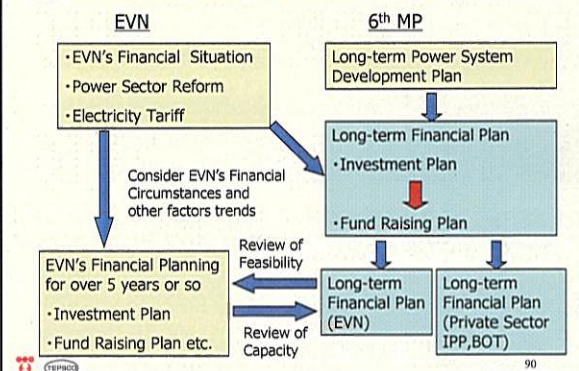 EVN
6th MP
・EVN's Financial Situation
・Power Sector Reform
・Electricity Tariff
Long-term Power System
Development Plan
Long-term Financial Plan
・Investment Plan
・Fund Raising Plan
Consider EVN's Financial
Circumstances and
other factors trends
EVN's Financial Planning
for over 5 years or so
・Investment Plan
・Fund Raising Plan etc.
Review of
Feasibility
Review of
Capacity
Long-term
Financial Plan
(EVN)
Long-term
Financial Plan
(Private Sector
IPP,BOT)
TEPSCO
90